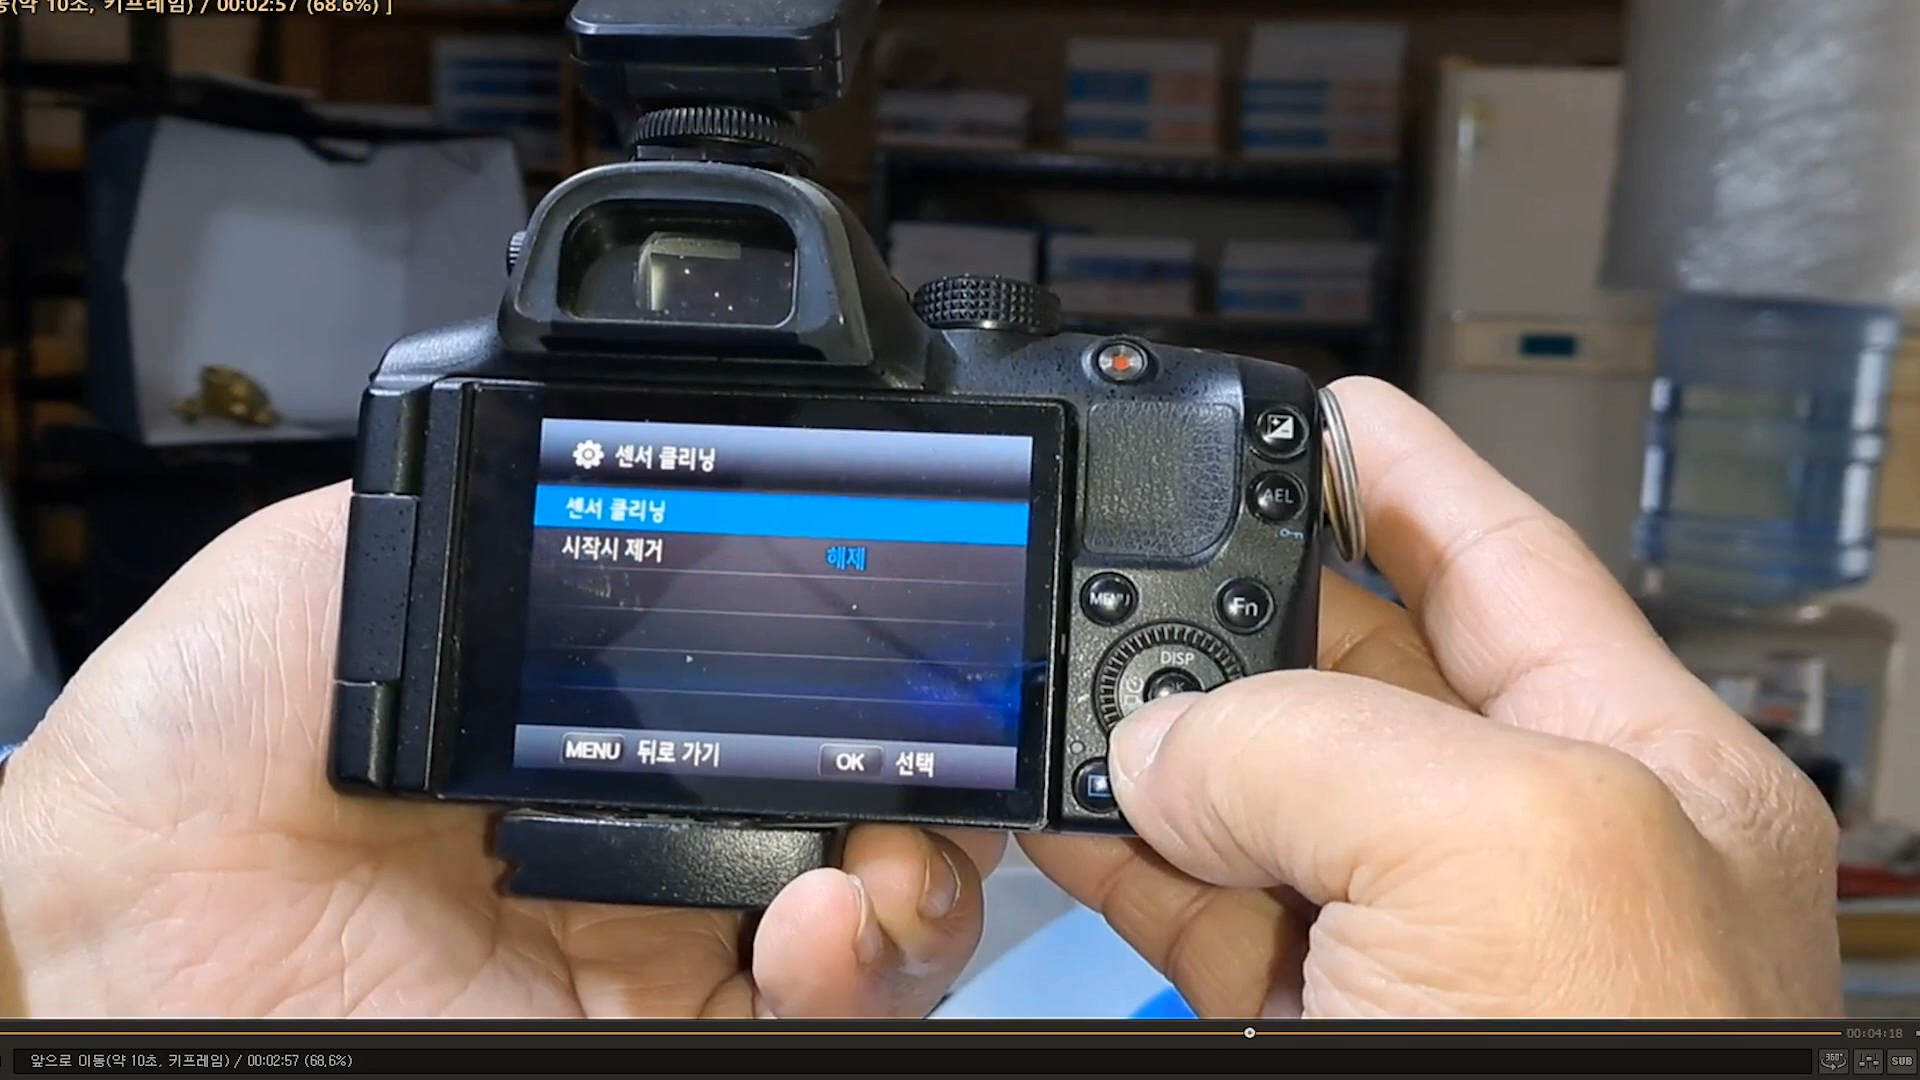 동(약 10초, 키프레임) / 00:02:57 (68.6%) ]
센서 클리닝
센서 클리닝
시작시 제거 해제
MENU 뒤로 가기 OK 선택
AEL
MENU
Fn
DISP
00:04:18
앞으로 이동(약 10초, 키프레임) / 00:02:57 (68,6%)
360°
SUB